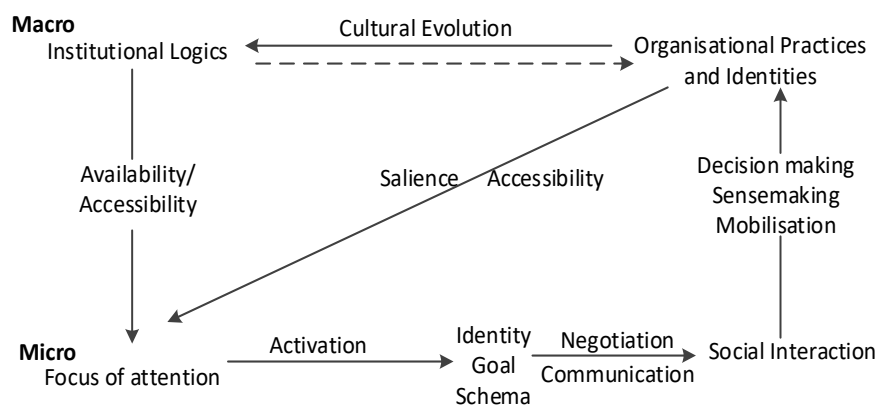 Macro
Institutional Logics
Cultural Evolution
Organisational Practices
and Identities
Availability/
Accessibility
Salience Accessibility
Decision making
Sensemaking
Mobilisation
Micro
Focus of attention
Activation
Identity
Goal
Schema
Negotiation
Communication
Social Interaction